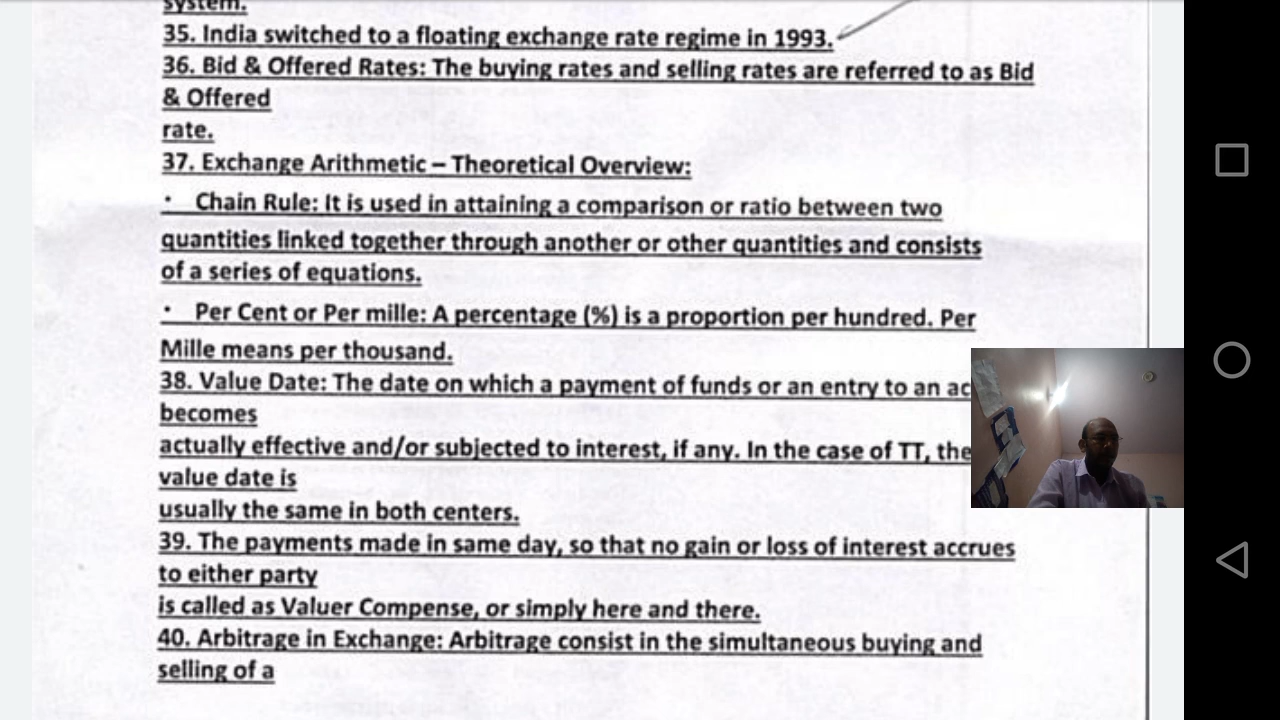 system.
35. India switched to a floating exchange rate regime in 1993.
36. Bid & Offered Rates: The buying rates and selling rates are referred to as Bid
& Offered
rate.
37. Exchange Arithmetic – Theoretical Overview:
· Chain Rule: It is used in attaining a comparison or ratio between two
quantities linked together through another or other quantities and consists
of a series of equations.
· Per Cent or Per mille: A percentage (%) is a proportion per hundred. Per
Mille means per thousand.
38. Value Date: The date on which a payment of funds or an entry to an ac
becomes
actually effective and/or subjected to interest, if any. In the case of TT, the
value date is
usually the same in both centers.
39. The payments made in same day, so that no gain or loss of interest accrues
to either party
is called as Valuer Compense, or simply here and there.
40. Arbitrage in Exchange: Arbitrage consist in the simultaneous buying and
selling of a